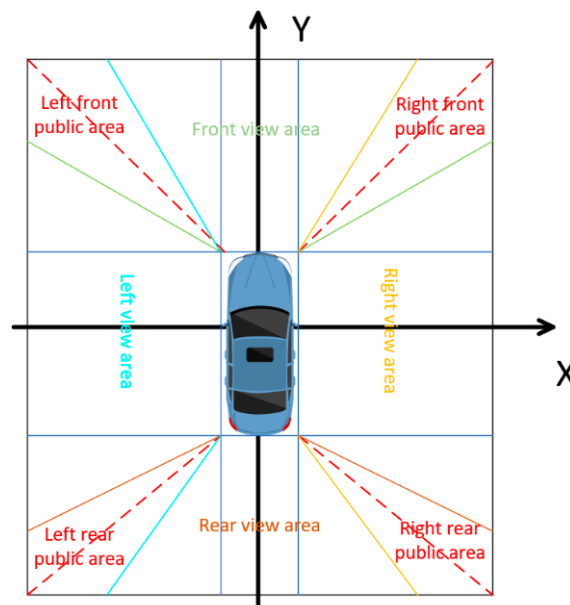 Y
Left front
public area
Front view area
Right front
public area
Left view area
Right view area
X
Left rear
public area
Rear view area
Right rear
public area